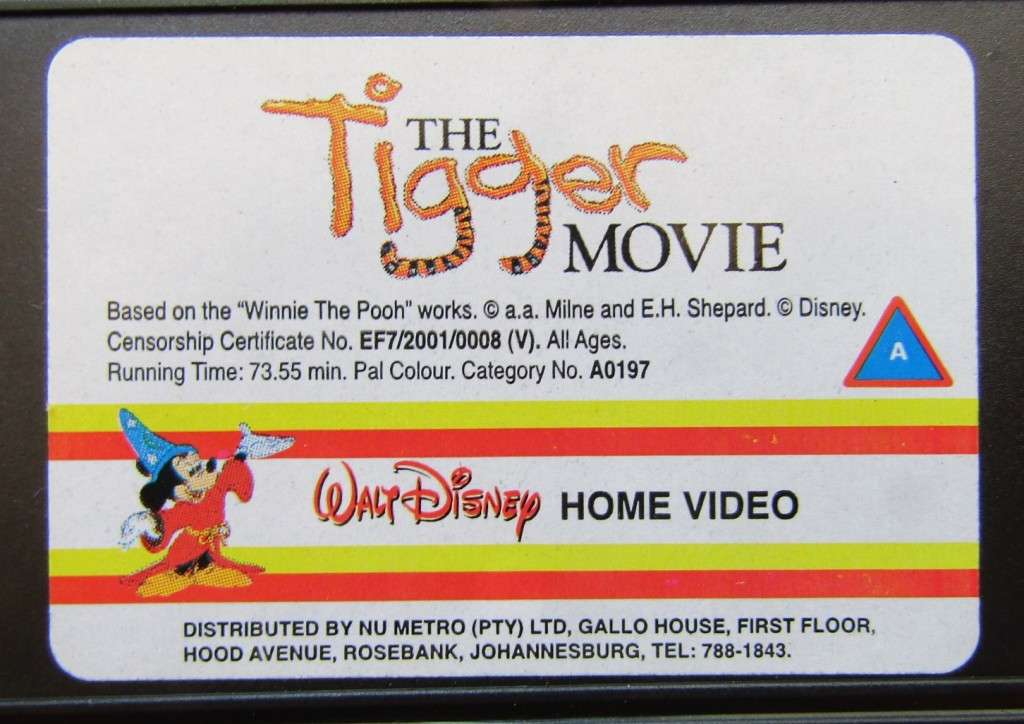 THE
Tigger
MOVIE
Based on the "Winnie The Pooh" works. © a.a. Milne and E.H. Shepard. © Disney.
Censorship Certificate No. EF7/2001/0008 (V). All Ages.
Running Time: 73.55 min. Pal Colour. Category No. A0197
A
WALT DISNEY HOME VIDEO
DISTRIBUTED BY NU METRO (PTY) LTD, GALLO HOUSE, FIRST FLOOR,
HOOD AVENUE, ROSEBANK, JOHANNESBURG, TEL: 788-1843.